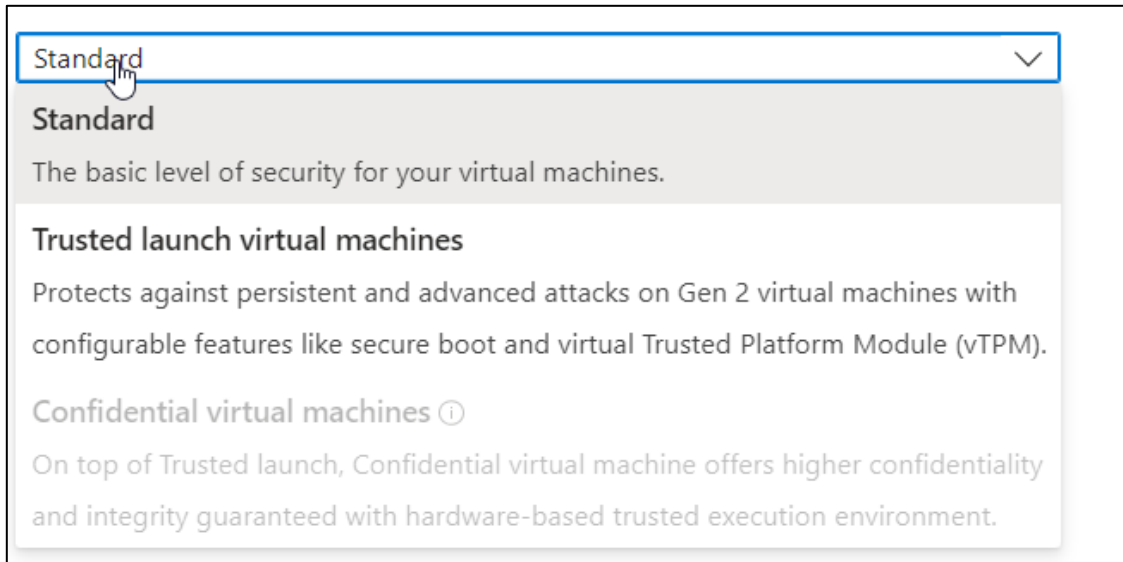 Standard
Standard
The basic level of security for your virtual machines.
Trusted launch virtual machines
Protects against persistent and advanced attacks on Gen 2 virtual machines with
configurable features like secure boot and virtual Trusted Platform Module (vTPM).
Confidential virtual machines
On top of Trusted launch, Confidential virtual machine offers higher confidentiality
and integrity guaranteed with hardware-based trusted execution environment.